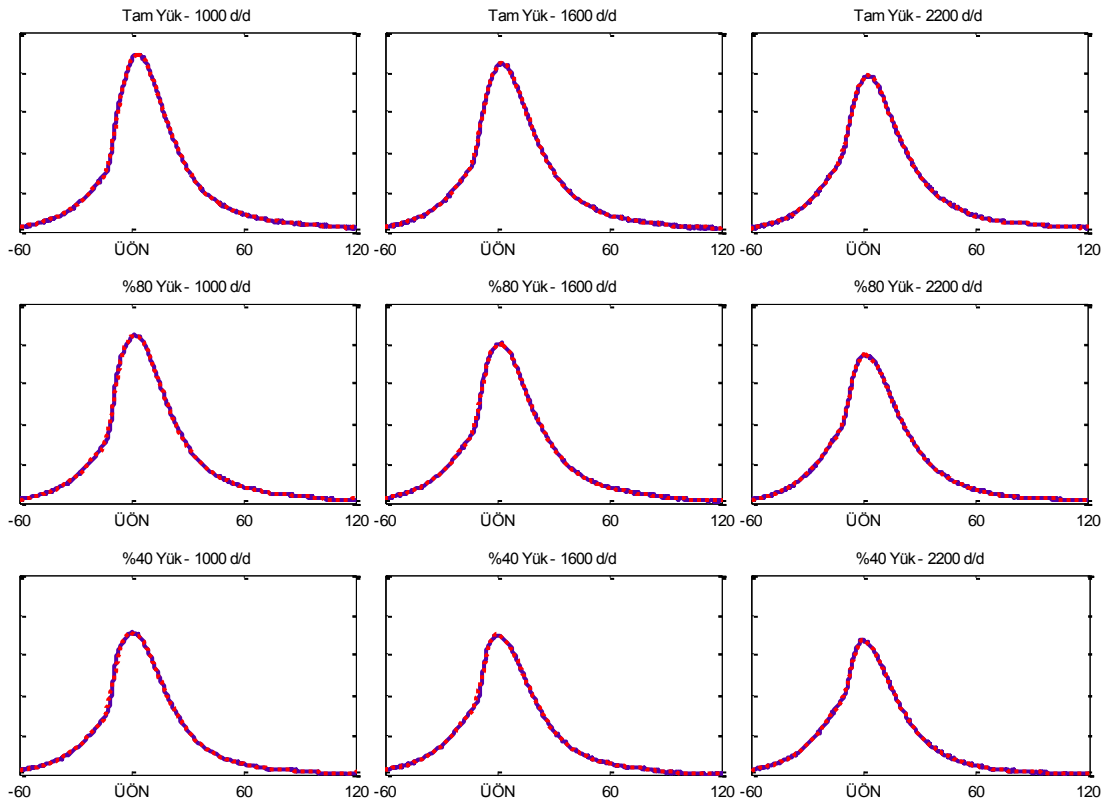 Tam Yük - 1000 d/d
Tam Yük - 1600 d/d
Tam Yük - 2200 d/d
-60 ÜÖN 60 120
-60 ÜÖN 60 120
-60 ÜÖN 60 120
%80 Yük - 1000 d/d
%80 Yük - 1600 d/d
%80 Yük - 2200 d/d
-60 ÜÖN 60 120
-60 ÜÖN 60 120
-60 ÜÖN 60 120
%40 Yük - 1000 d/d
%40 Yük - 1600 d/d
%40 Yük - 2200 d/d
-60 ÜÖN 60 120
-60 ÜÖN 60 120
-60 ÜÖN 60 120